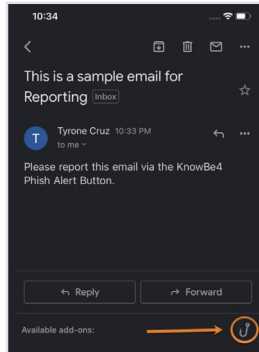 10:34
This is a sample email for
Reporting Inbox
T
Tyrone Cruz 10:33 PM
to me
Please report this email via the KnowBe4
Phish Alert Button.
Reply
Forward
Available add-ons: